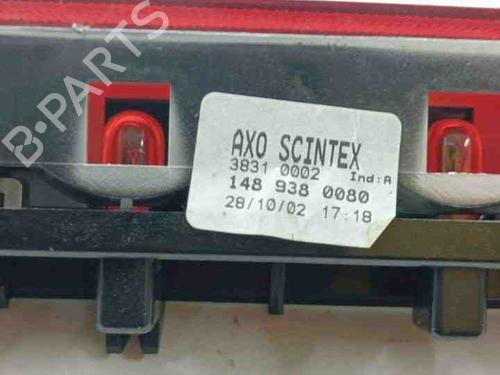 B-PARTS
AXO SCINTEX
3831 0002 Ind:A
148 938 0080
28/10/02 17:18